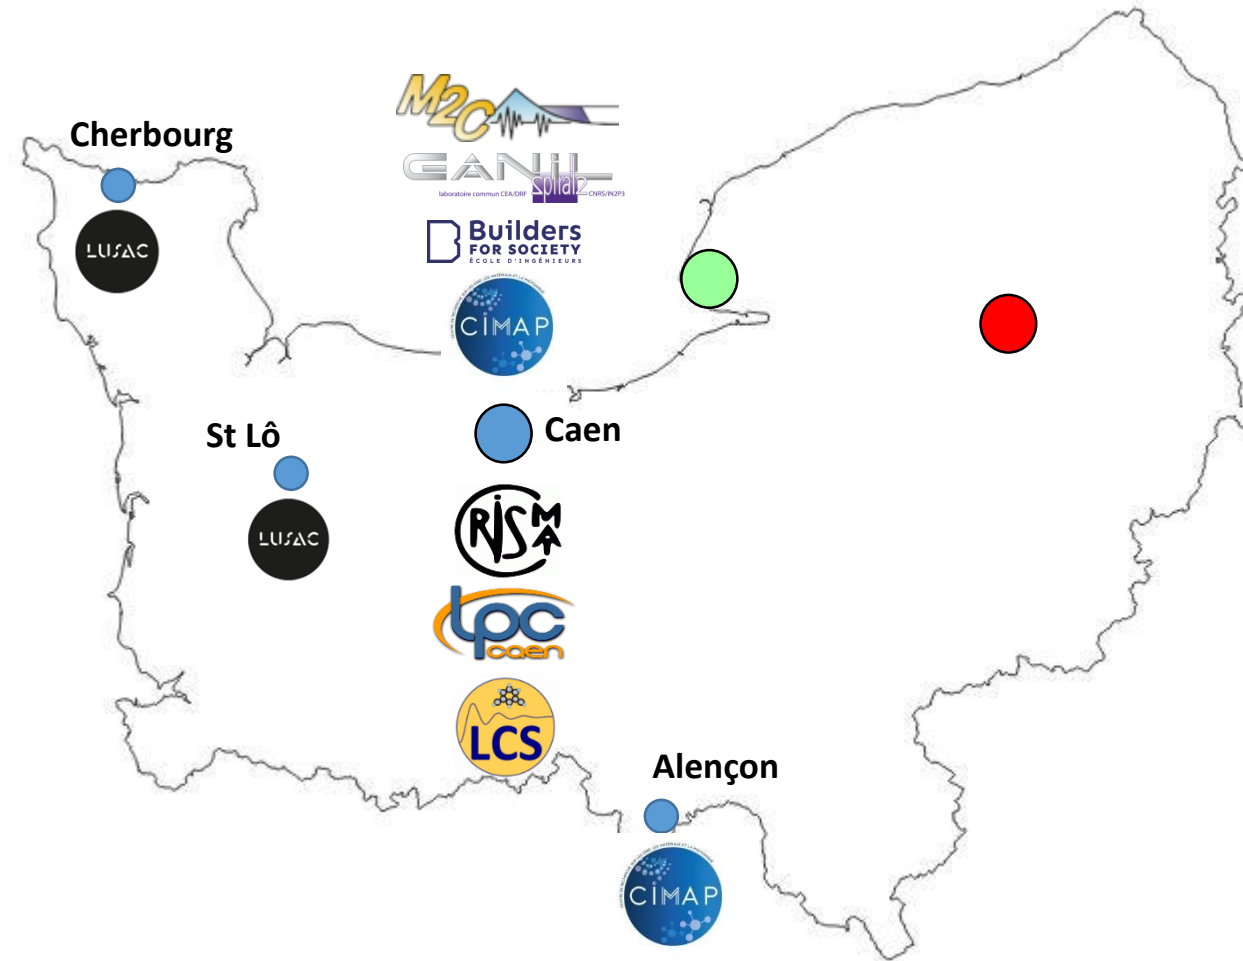 M2C
Cherbourg
GANIL
spiral2
laboratoire commun CEA/DRF
CNRS/IN2P3
LUSAC
Builders
FOR SOCIETY
ÉCOLE D'INGÉNIEURS
CIMAP
Caen
St Lô
LUSAC
CRISMAT
lpc
caen
LCS
Alençon
CIMAP